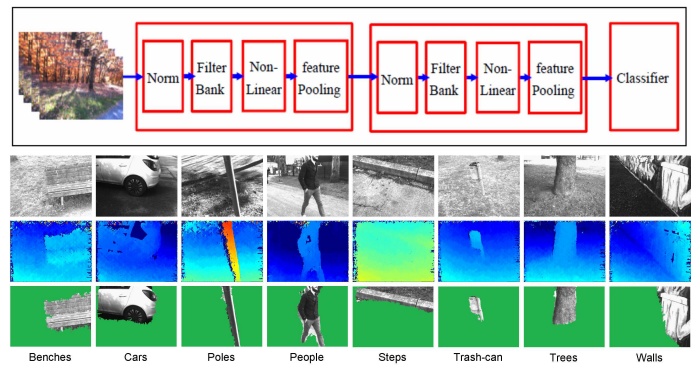 Norm
Filter
Bank
Non-
Linear
feature
Pooling
Norm
Filter
Bank
Non-
Linear
feature
Pooling
Classifier
Benches Cars Poles People Steps Trash-can Trees Walls